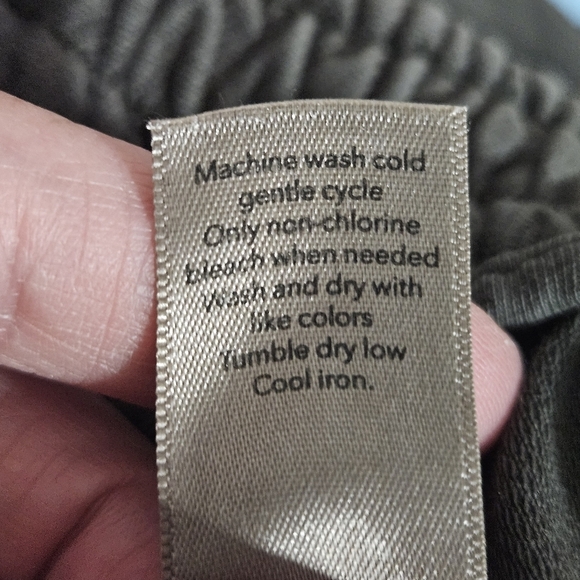 Machine wash cold
gentle cycle
Only non-chlorine
bleach when needed
Wash and dry with
like colors
Tumble dry low
Cool iron.